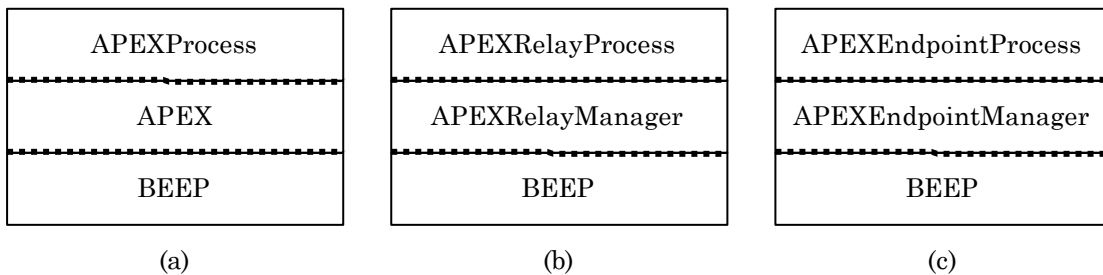 APEXProcess APEXRelayProcess APEXEndpointProcess
APEX APEXRelayManager APEXEndpointManager
BEEP BEEP BEEP
(a) (b) (c)